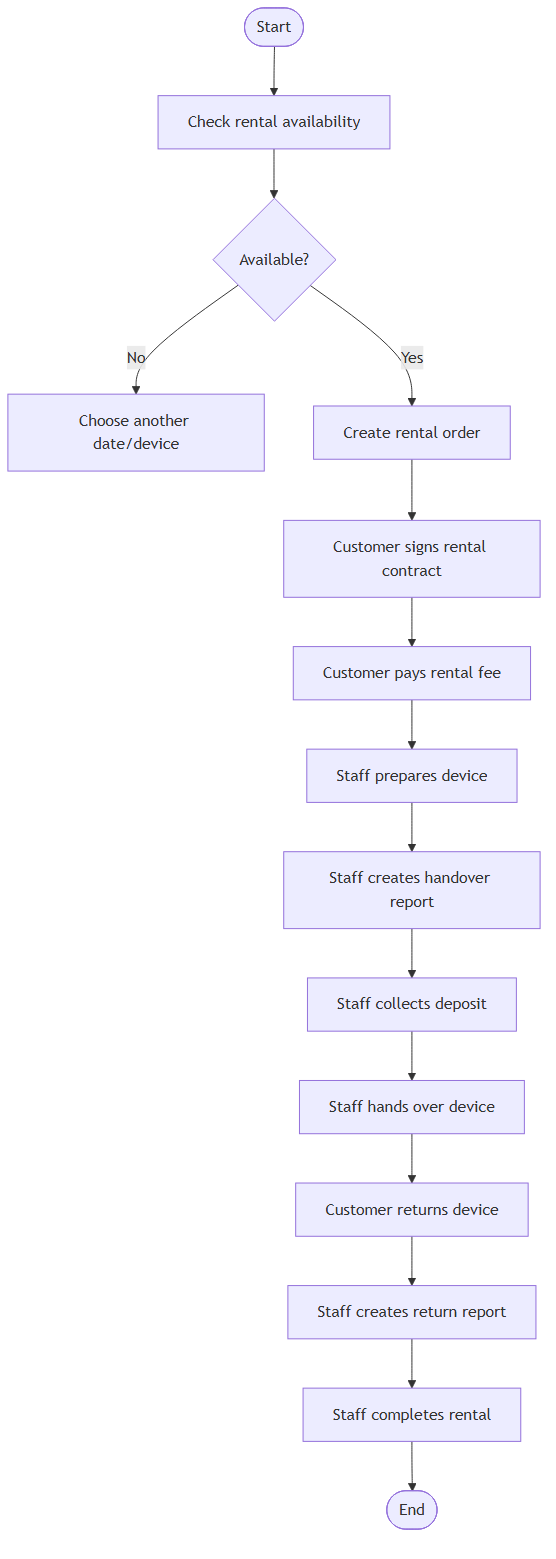 Start
Check rental availability
Available?
No
Yes
Choose another
date/device
Create rental order
Customer signs rental
contract
Customer pays rental fee
Staff prepares device
Staff creates handover
report
Staff collects deposit
Staff hands over device
Customer returns device
Staff creates return report
Staff completes rental
End